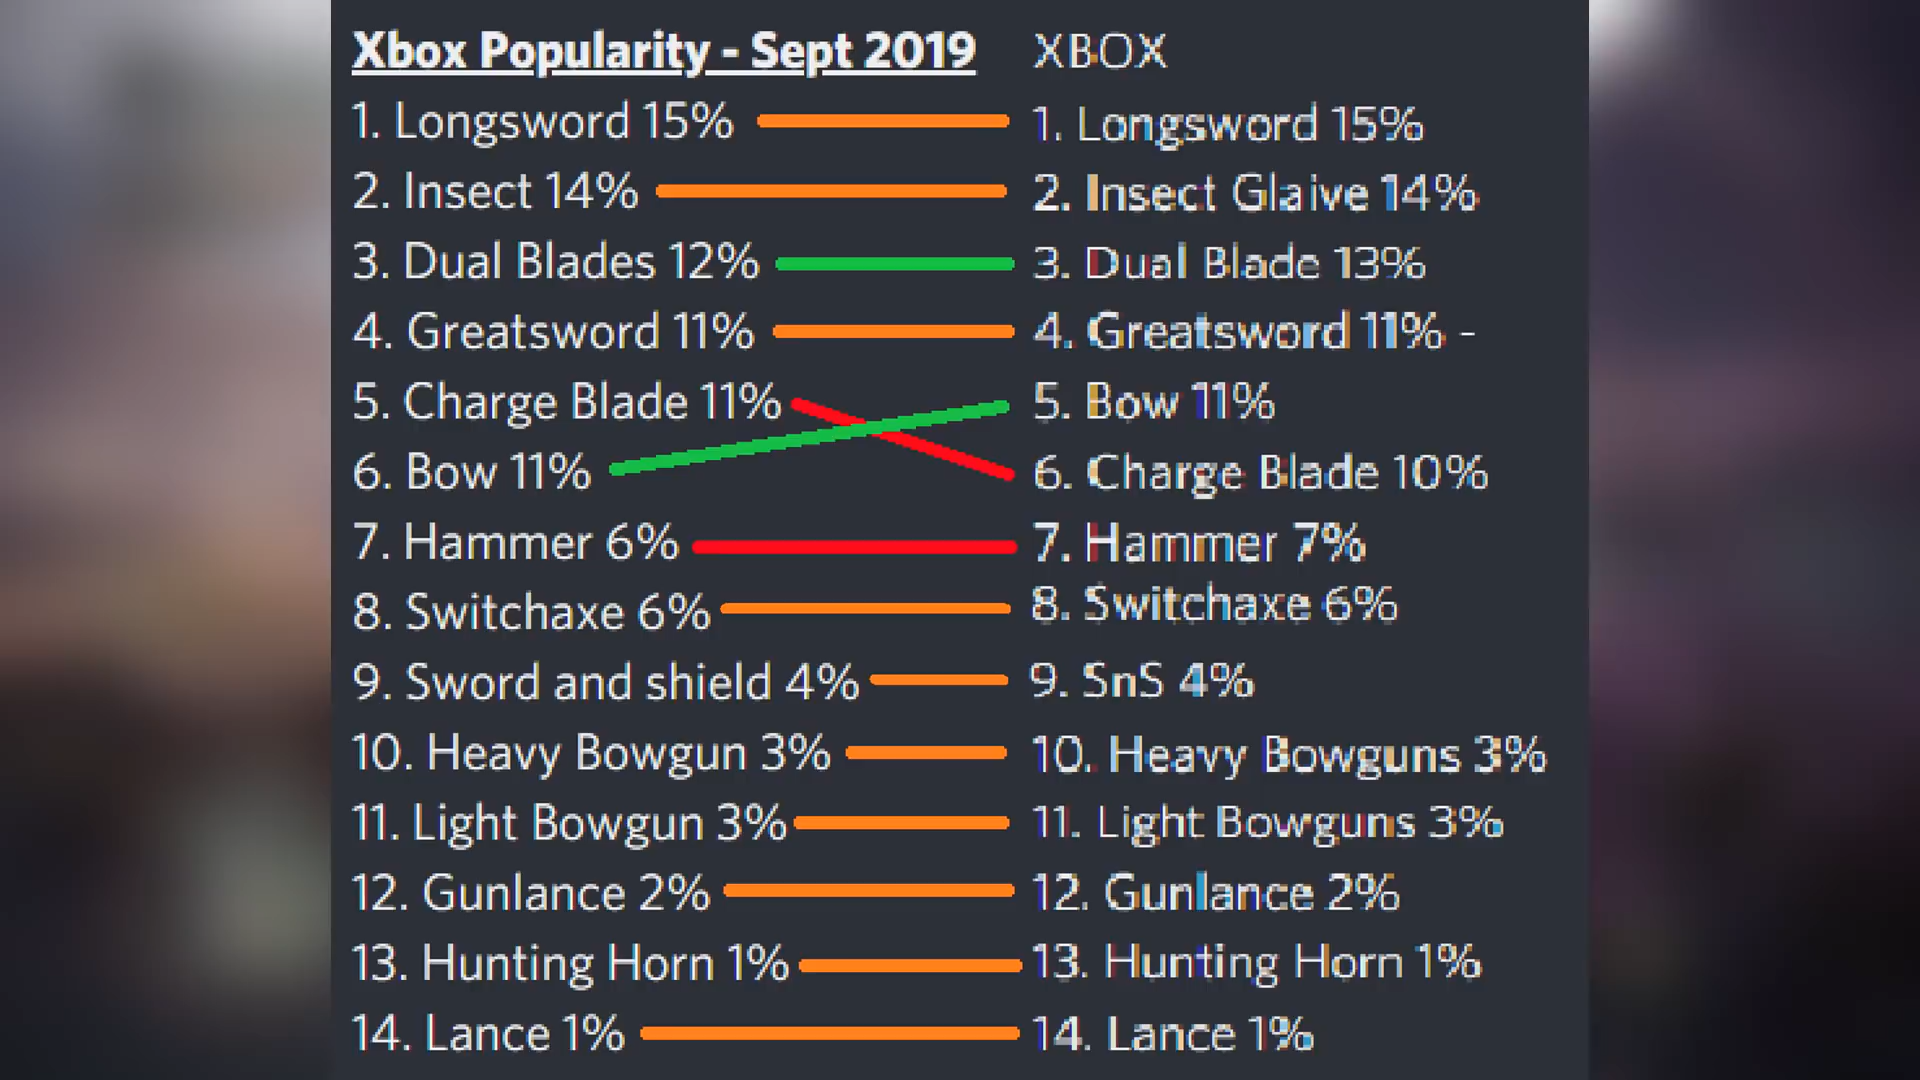 Xbox Popularity - Sept 2019
1. Longsword 15%
2. Insect 14%
3. Dual Blades 12%
4. Greatsword 11%
5. Charge Blade 11%
6. Bow 11%
7. Hammer 6%
8. Switchaxe 6%
9. Sword and shield 4%
10. Heavy Bowgun 3%
11. Light Bowgun 3%
12. Gunlance 2%
13. Hunting Horn 1%
14. Lance 1%
XBOX
1. Longsword 15%
2. Insect Glaive 14%
3. Dual Blade 13%
4. Greatsword 11% -
5. Bow 11%
6. Charge Blade 10%
7. Hammer 7%
8. Switchaxe 6%
9. SnS 4%
10. Heavy Bowguns 3%
11. Light Bowguns 3%
12. Gunlance 2%
13. Hunting Horn 1%
14. Lance 1%